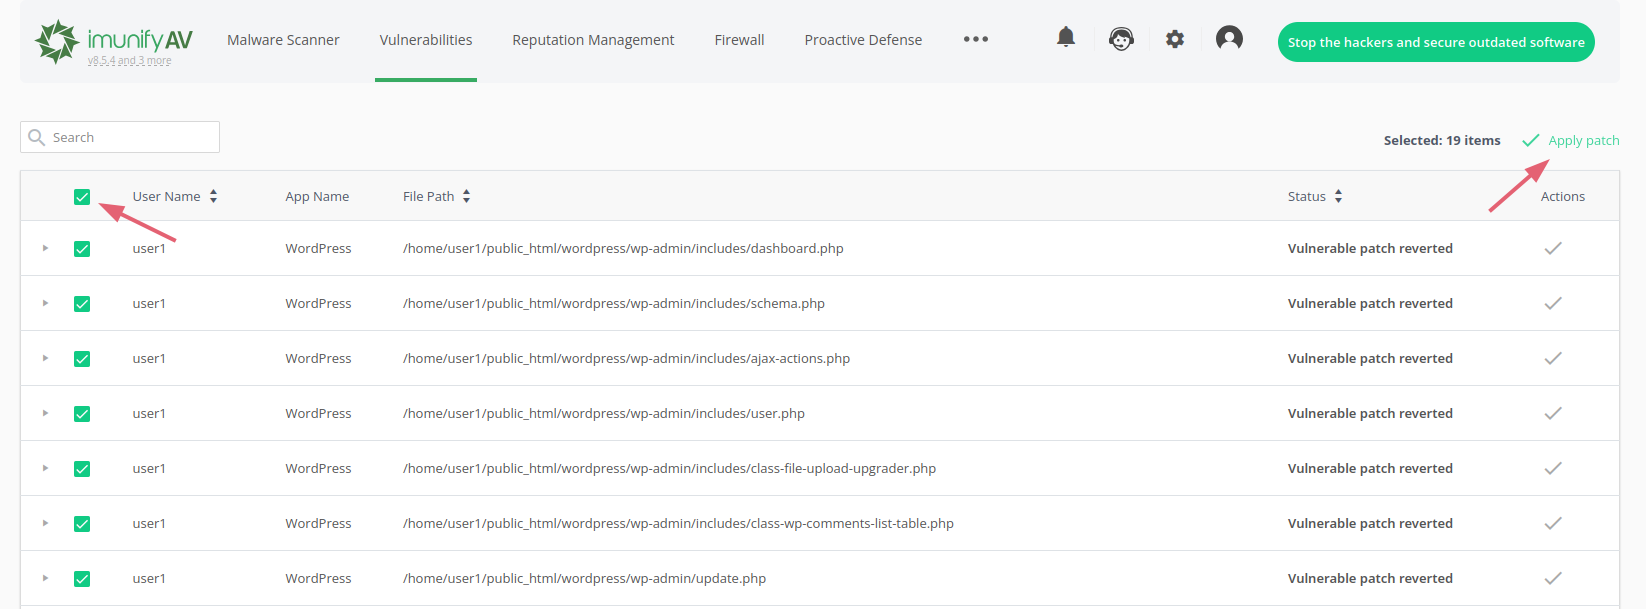 imunifyAV Malware Scanner Vulnerabilities Reputation Management Firewall Proactive Defense ••• Stop the hackers and secure outdated software
v8.5.4 and 3 more
Search Selected: 19 items Apply patch
User Name App Name File Path Status Actions
user1 WordPress /home/user1/public_html/wordpress/wp-admin/includes/dashboard.php Vulnerable patch reverted
user1 WordPress /home/user1/public_html/wordpress/wp-admin/includes/schema.php Vulnerable patch reverted
user1 WordPress /home/user1/public_html/wordpress/wp-admin/includes/ajax-actions.php Vulnerable patch reverted
user1 WordPress /home/user1/public_html/wordpress/wp-admin/includes/user.php Vulnerable patch reverted
user1 WordPress /home/user1/public_html/wordpress/wp-admin/includes/class-file-upload-upgrader.php Vulnerable patch reverted
user1 WordPress /home/user1/public_html/wordpress/wp-admin/includes/class-wp-comments-list-table.php Vulnerable patch reverted
user1 WordPress /home/user1/public_html/wordpress/wp-admin/update.php Vulnerable patch reverted